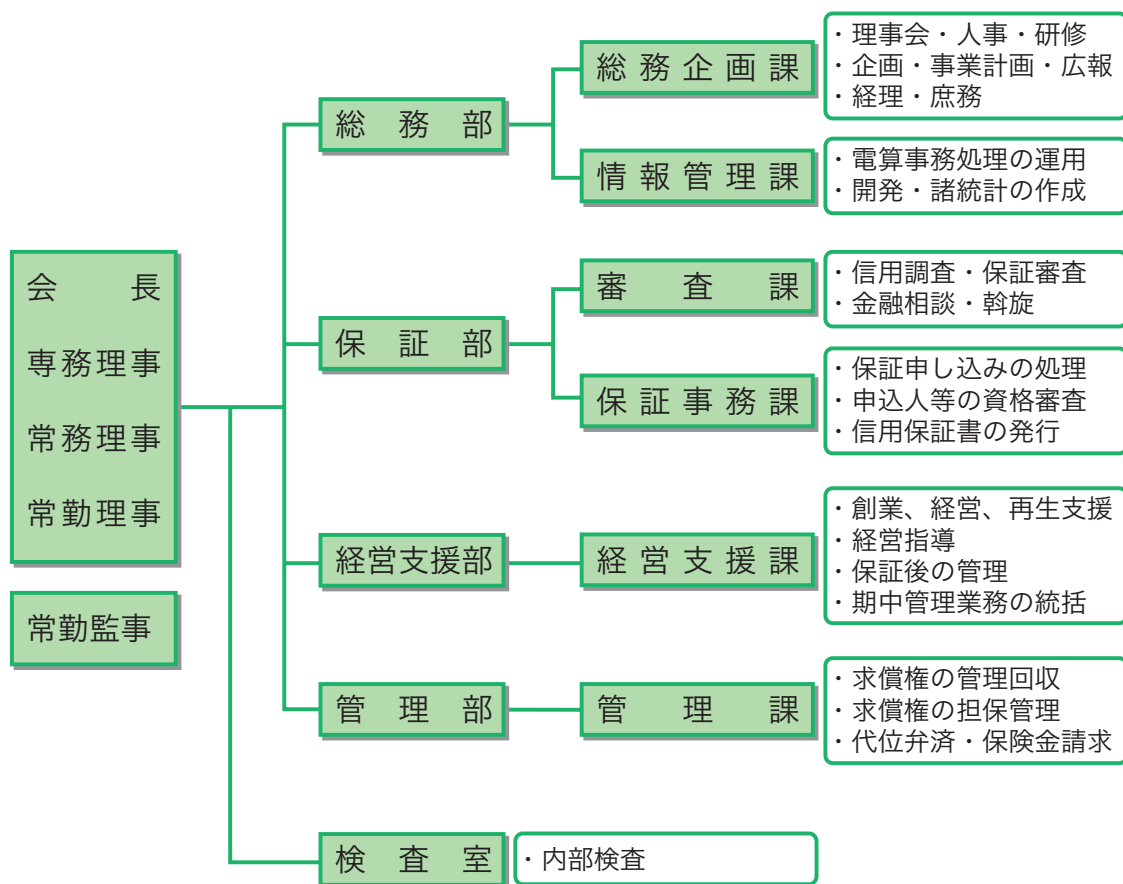 会長
専務理事
常務理事
常勤理事
常勤監事
総務部
総務企画課
・理事会・人事・研修
・企画・事業計画・広報
・経理・庶務
情報管理課
・電算事務処理の運用
・開発・諸統計の作成
保証部
審査課
・信用調査・保証審査
・金融相談・斡旋
保証事務課
・保証申し込みの処理
・申込人等の資格審査
・信用保証書の発行
経営支援部
経営支援課
・創業、経営、再生支援
・経営指導
・保証後の管理
・期中管理業務の統括
管理部
管理課
・求償権の管理回収
・求償権の担保管理
・代位弁済・保険金請求
検査室
・内部検査